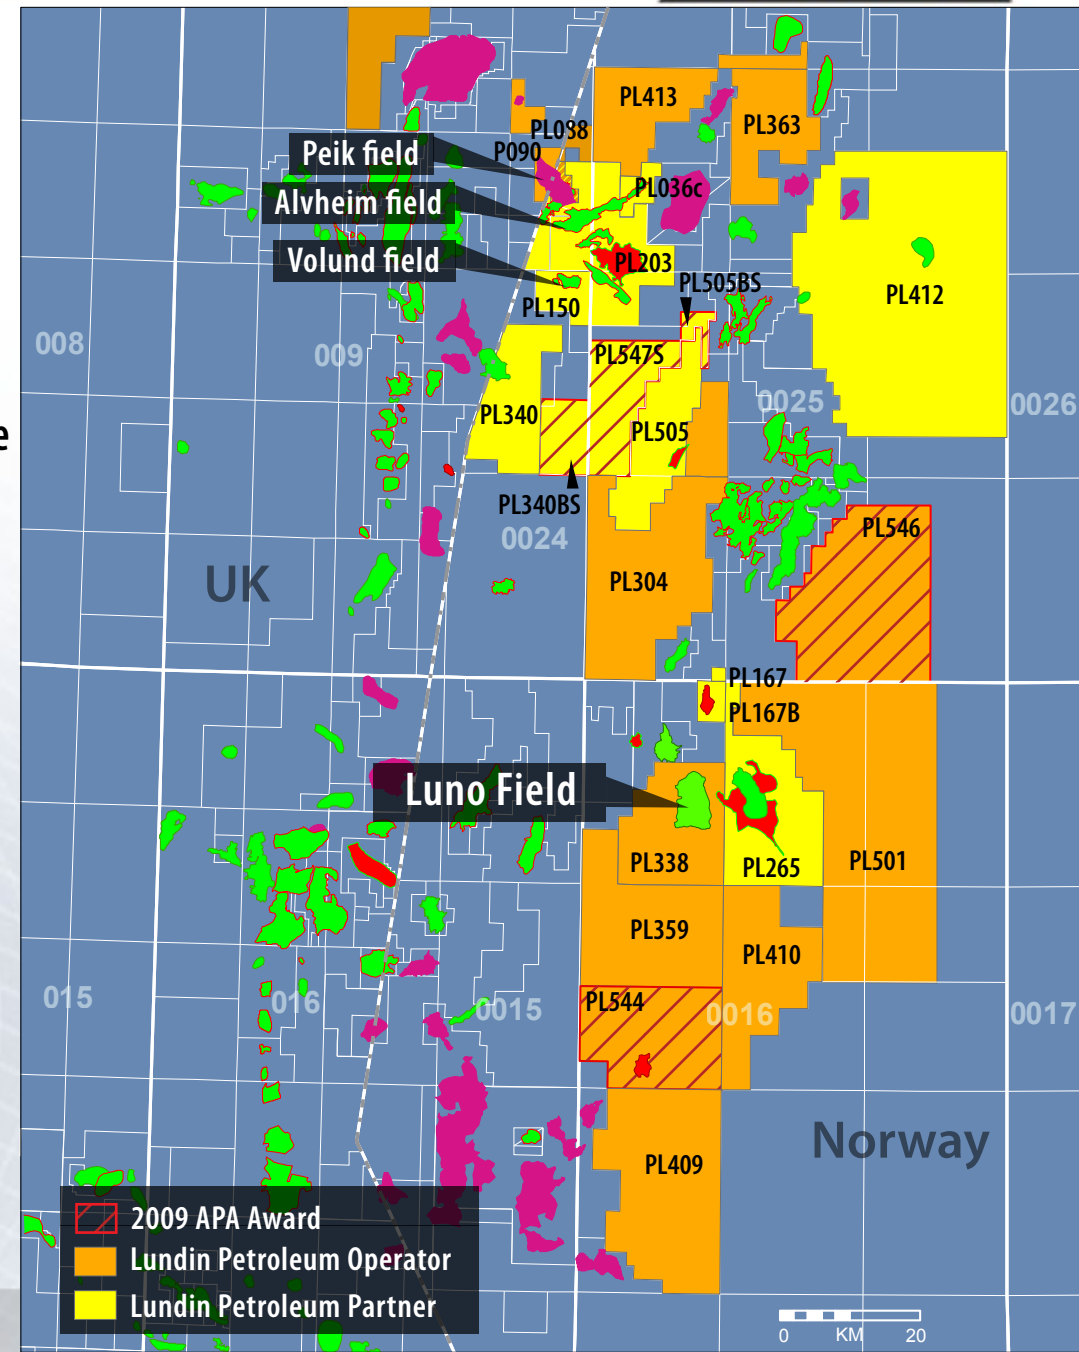 PL413
PL363
PL088
P090
Peik field
PL036c
Alvheim field
Volund field
PL203
PL505BS
PL412
PL150
008
009
PL547S
0025
0026
PL340
PL505
e
PL340BS
0024
PL546
UK
PL304
PL167
PL167B
Luno Field
PL338
PL265
PL501
PL359
PL410
015
016
0015
PL544
0016
0017
Norway
PL409
2009 APA Award
Lundin Petroleum Operator
Lundin Petroleum Partner
0 KM 20